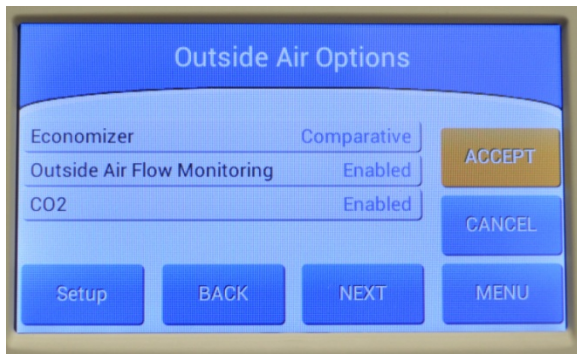 Outside Air Options
Economizer Comparative
Outside Air Flow Monitoring Enabled
CO2 Enabled
ACCEPT
CANCEL
Setup BACK NEXT MENU